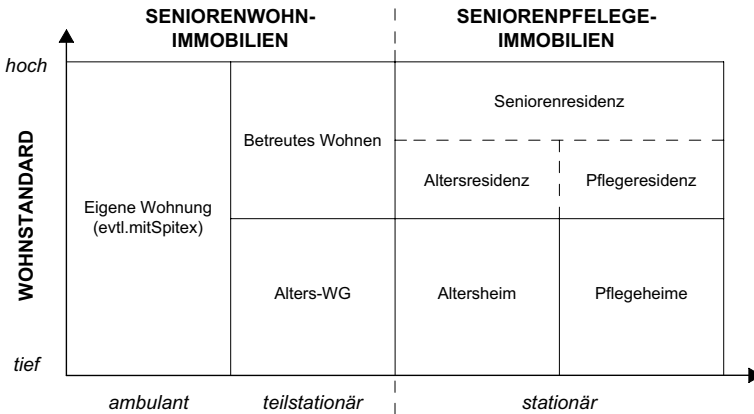 SENIORENWOHN-
IMMOBILIEN
SENIORENPFELEGE-
IMMOBILIEN
hoch
WOHNSTANDARD
tief
Eigene Wohnung
(evtl.mitSpitex)
Betreutes Wohnen
Alters-WG
Seniorenresidenz
Altersresidenz
Pflegeresidenz
Altersheim
Pflegeheime
ambulant
teilstationär
stationär